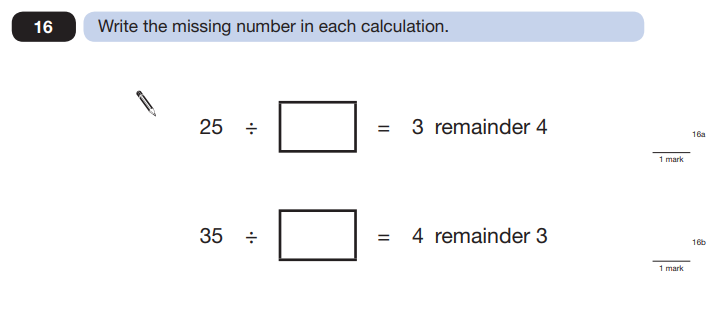 16 Write the missing number in each calculation.
25 ÷ = 3 remainder 4
16a
1 mark
35 ÷ = 4 remainder 3
16b
1 mark